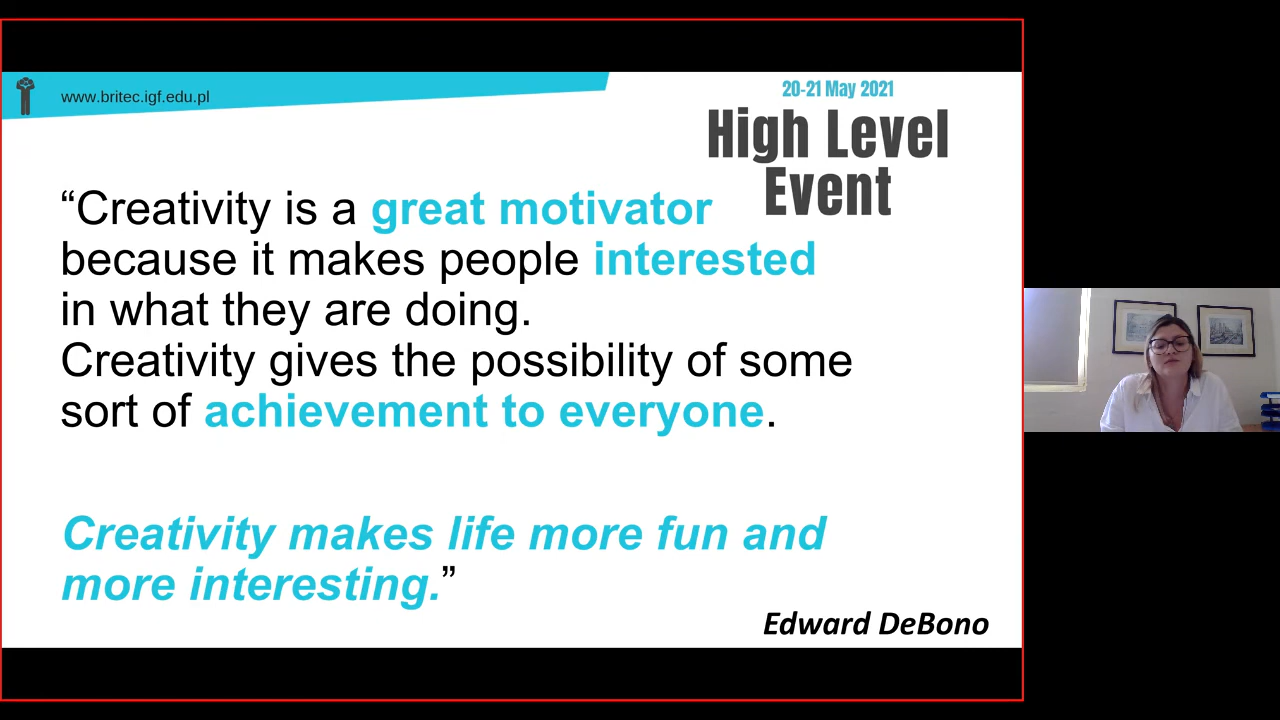 www.britec.igf.edu.pl
20-21 May 2021
High Level
Event
“Creativity is a great motivator
because it makes people interested
in what they are doing.
Creativity gives the possibility of some
sort of achievement to everyone.
Creativity makes life more fun and
more interesting.”
Edward DeBono